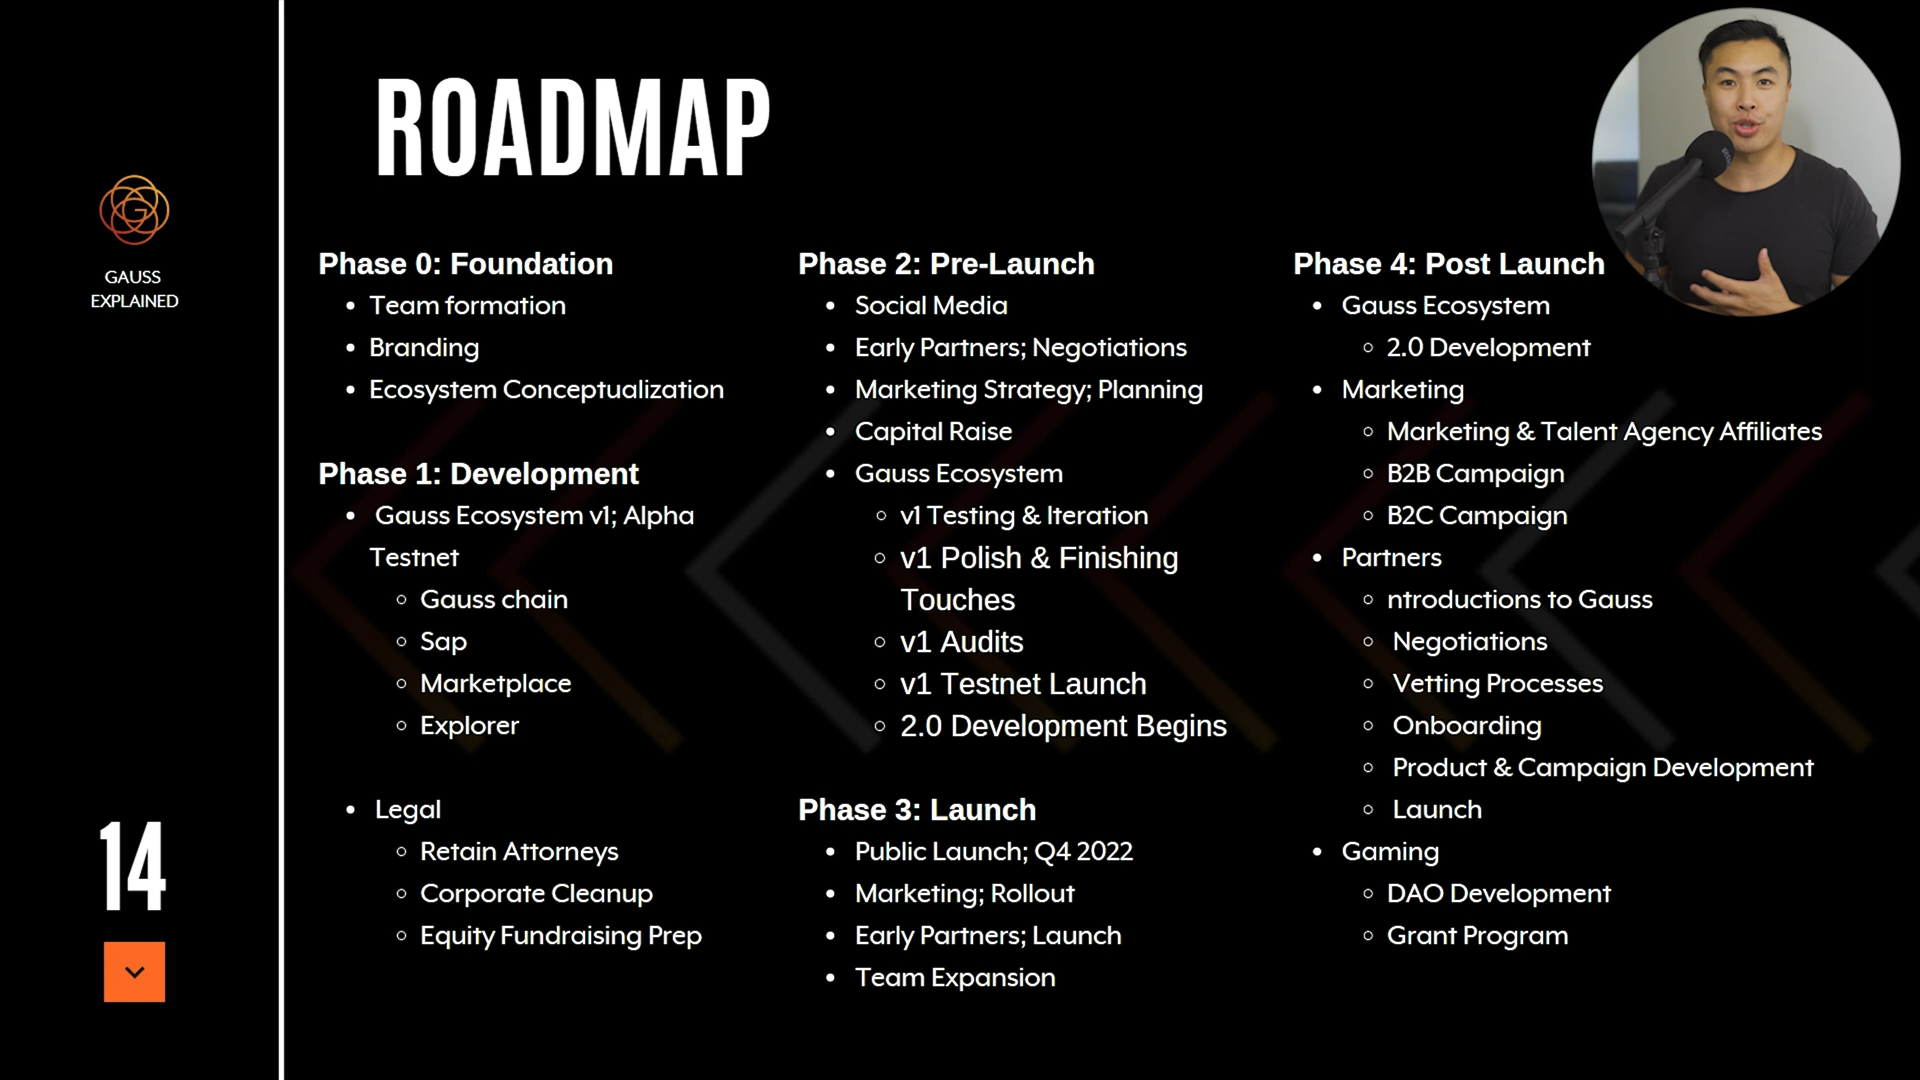 ROADMAP
GAUSS
EXPLAINED
14
Phase 0: Foundation
Team formation
Branding
Ecosystem Conceptualization
Phase 1: Development
Gauss Ecosystem v1; Alpha
Testnet
Gauss chain
Sap
Marketplace
Explorer
Legal
Retain Attorneys
Corporate Cleanup
Equity Fundraising Prep
Phase 2: Pre-Launch
Social Media
Early Partners; Negotiations
Marketing Strategy; Planning
Capital Raise
Gauss Ecosystem
v1 Testing & Iteration
v1 Polish & Finishing
Touches
v1 Audits
v1 Testnet Launch
2.0 Development Begins
Phase 3: Launch
Public Launch; Q4 2022
Marketing; Rollout
Early Partners; Launch
Team Expansion
Phase 4: Post Launch
Gauss Ecosystem
2.0 Development
Marketing
Marketing & Talent Agency Affiliates
B2B Campaign
B2C Campaign
Partners
ntroductions to Gauss
Negotiations
Vetting Processes
Onboarding
Product & Campaign Development
Launch
Gaming
DAO Development
Grant Program